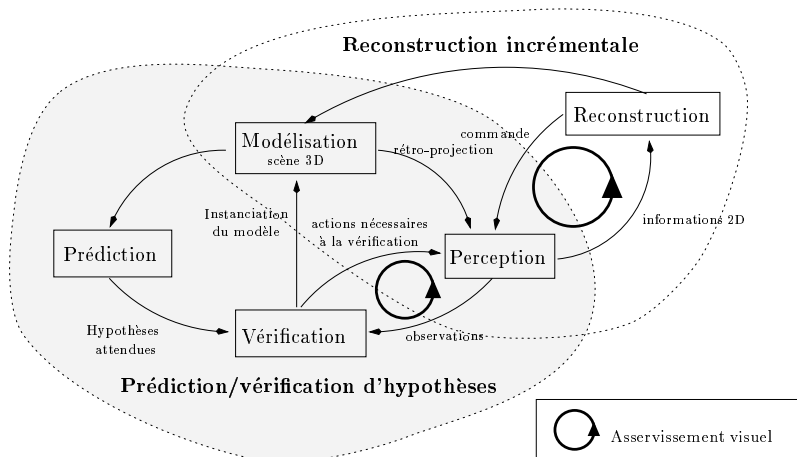 Reconstruction incrémentale
Reconstruction
Modélisation
scène 3D
commande
rétro-projection
Instanciation
du modèle
actions nécessaires
à la vérification
informations 2D
Prédiction
Perception
Hypothèses
attendues
Vérification
observations
Prédiction/vérification d'hypothèses
Asservissement visuel